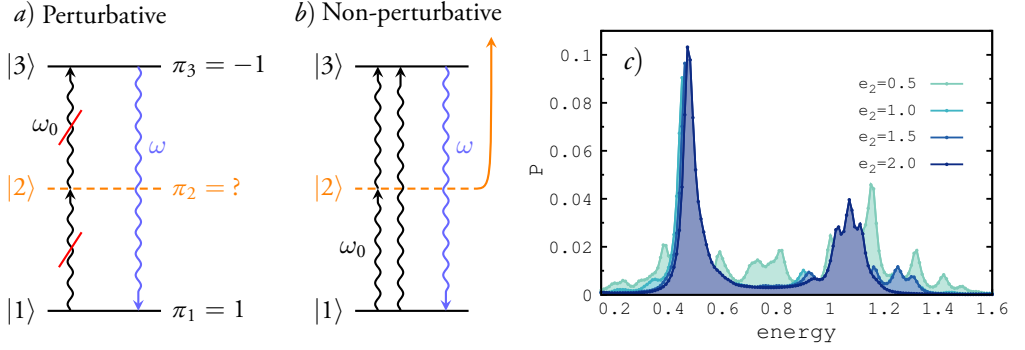 a) Perturbative
|3⟩ π₃ = −1
ω₀
ω
|2⟩ π₂ = ?
|1⟩ π₁ = 1
b) Non-perturbative
|3⟩
ω
|2⟩
ω₀
|1⟩
c)
P
0.1
0.08
0.06
0.04
0.02
0
e₂=0.5
e₂=1.0
e₂=1.5
e₂=2.0
0.2 0.4 0.6 0.8 1 1.2 1.4 1.6
energy